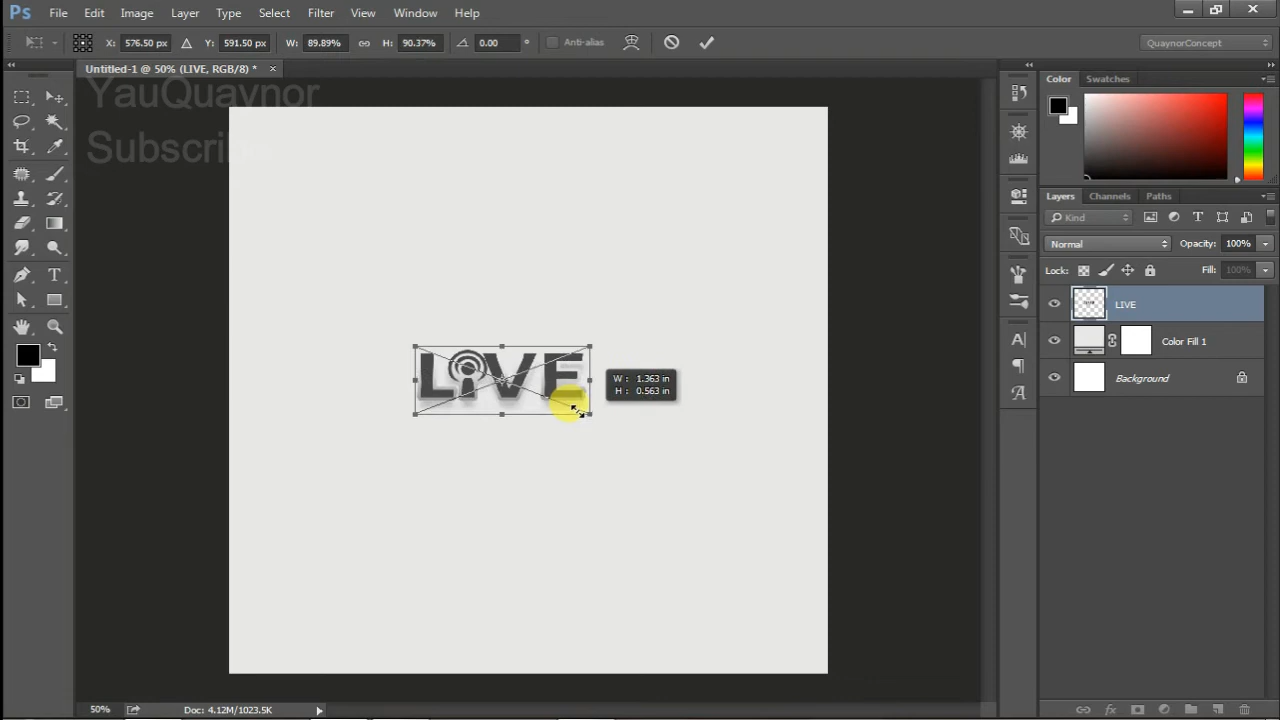 Ps File Edit Image Layer Type Select Filter View Window Help
X: 576.50 px Y: 591.50 px W: 89.89% H: 90.37% 0.00 ° Anti-alias QuaynorConcept
Untitled-1 @ 50% (LIVE, RGB/8) * ×
YauQuaynor
Subscribe
LIVE
W : 1.363 in
H : 0.563 in
Color Swatches
Layers Channels Paths
Kind
Normal Opacity: 100%
Lock: Fill: 100%
LIVE
Color Fill 1
Background
50% Doc: 4.12M/1023.5K